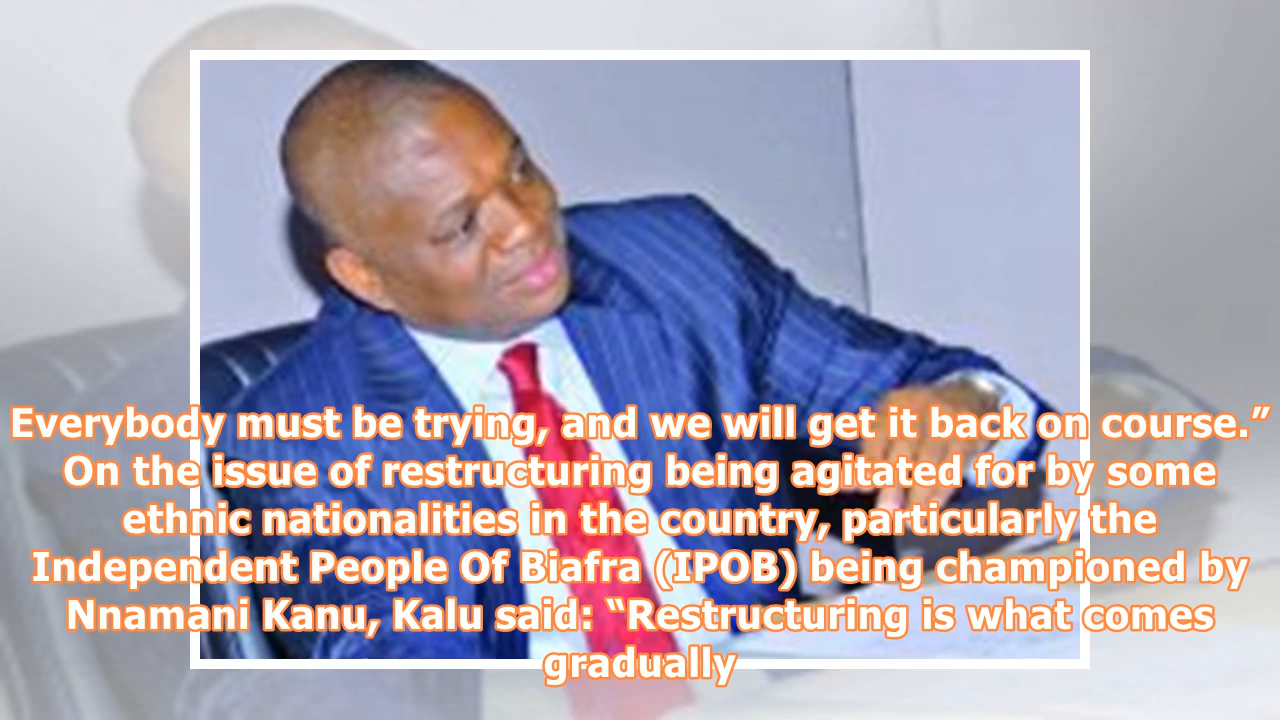 Everybody must be trying, and we will get it back on course.”
On the issue of restructuring being agitated for by some
ethnic nationalities in the country, particularly the
Independent People Of Biafra (IPOB) being championed by
Nnamani Kanu, Kalu said: “Restructuring is what comes
gradually